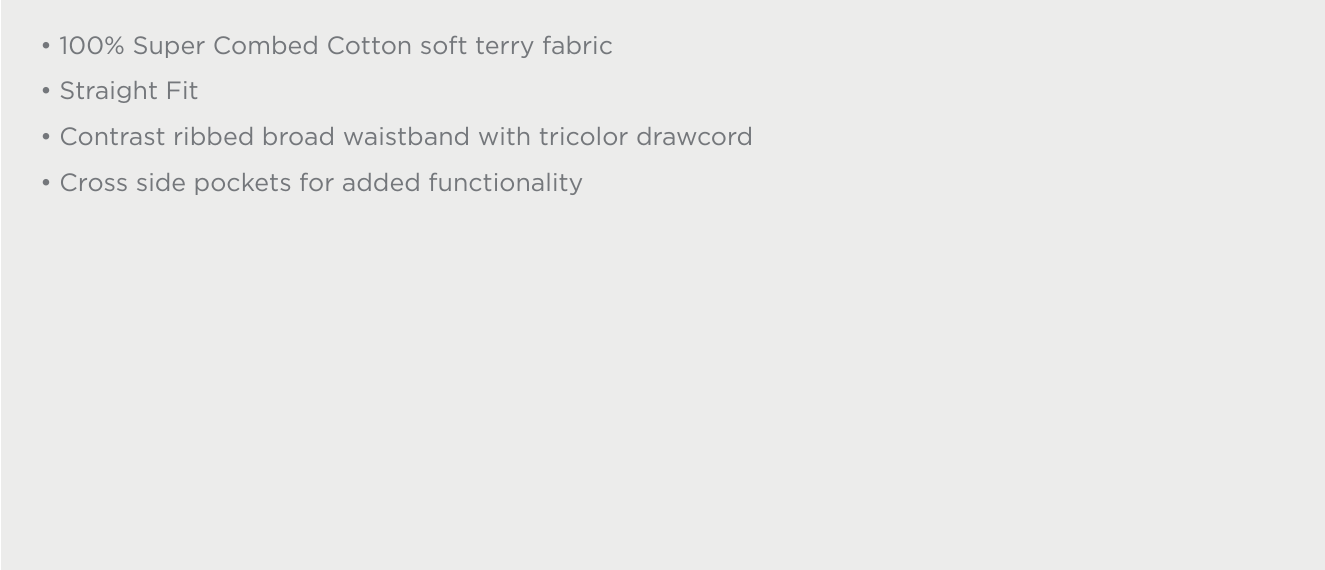 • 100% Super Combed Cotton soft terry fabric
• Straight Fit
• Contrast ribbed broad waistband with tricolor drawcord
• Cross side pockets for added functionality